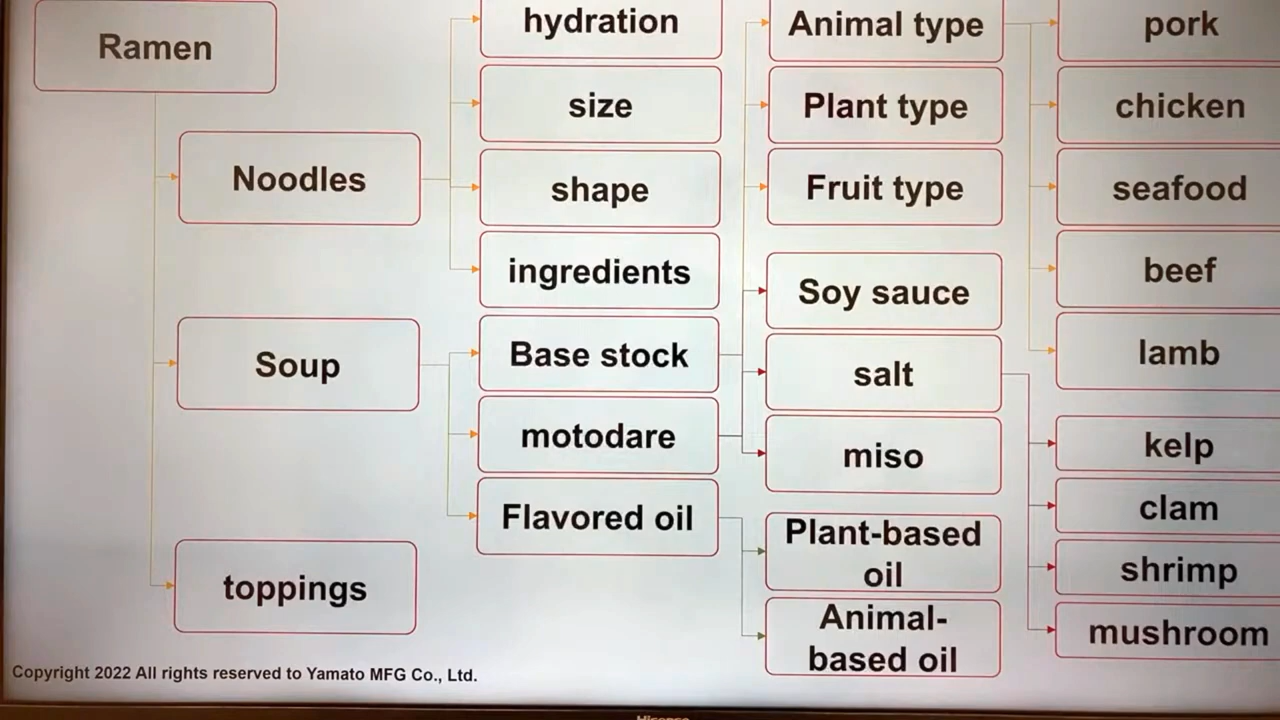 Ramen
Noodles
Soup
toppings
hydration
size
shape
ingredients
Base stock
motodare
Flavored oil
Animal type
Plant type
Fruit type
Soy sauce
salt
miso
Plant-based
oil
Animal-
based oil
pork
chicken
seafood
beef
lamb
kelp
clam
shrimp
mushroom
Copyright 2022 All rights reserved to Yamato MFG Co., Ltd.
Hisense